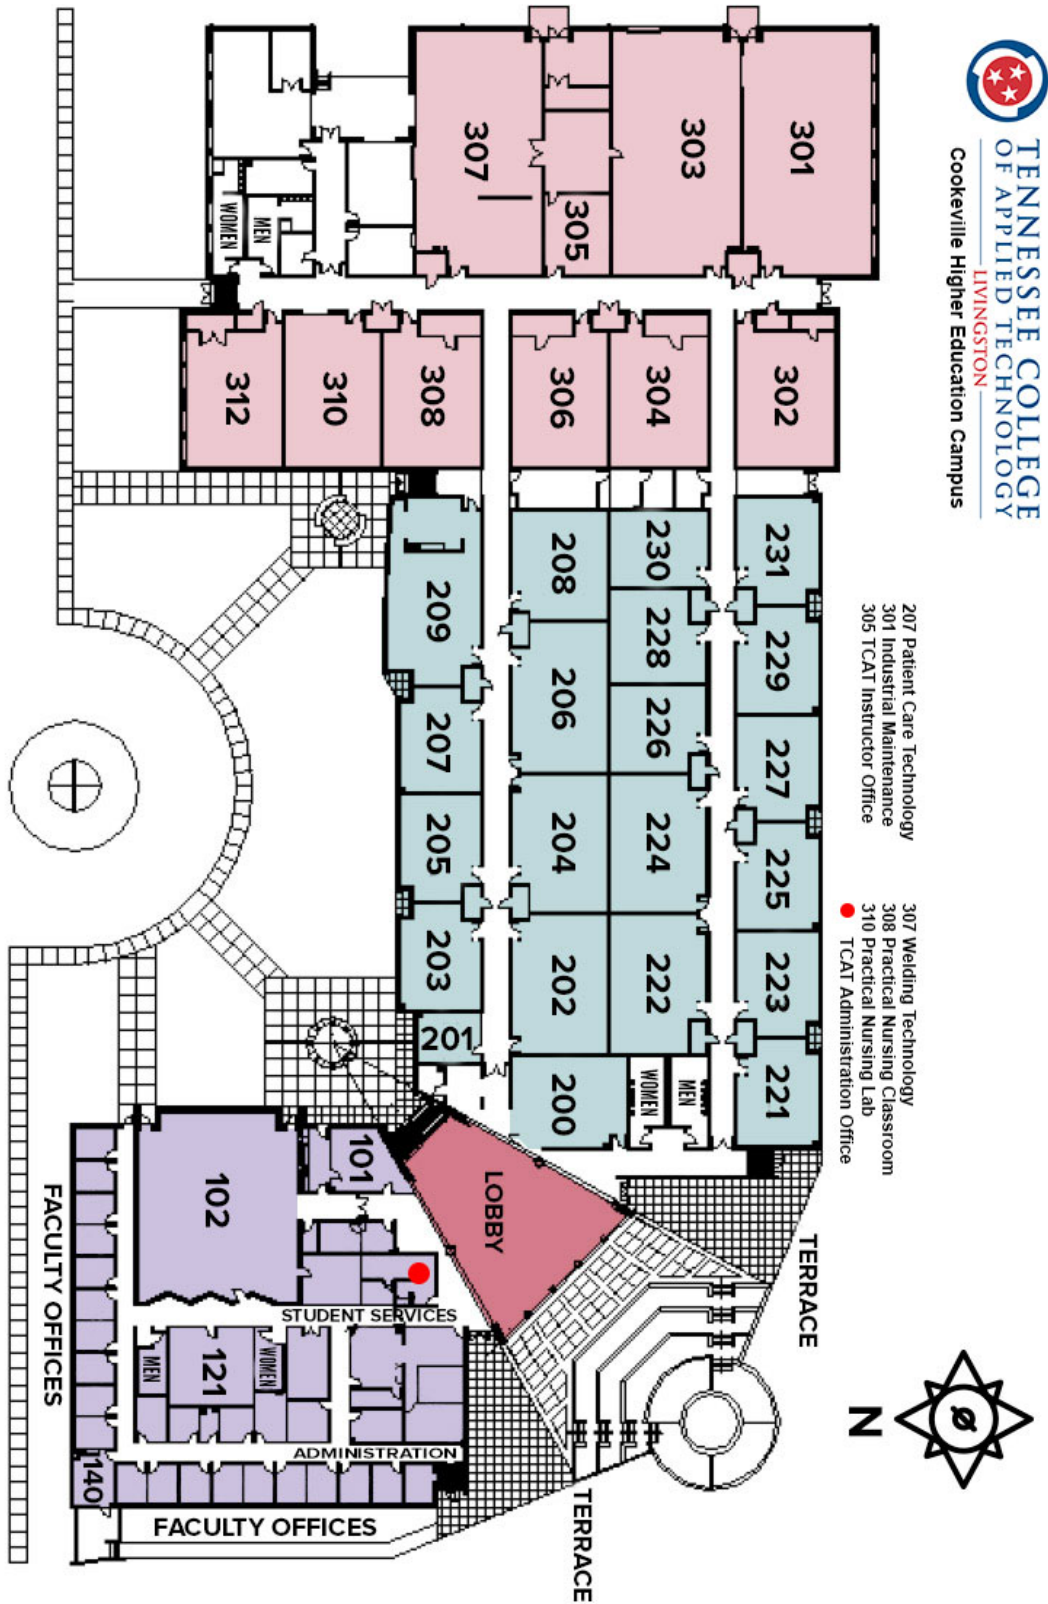 TENNESSEE COLLEGE
OF APPLIED TECHNOLOGY
LIVINGSTON
Cookeville Higher Education Campus
207 Patient Care Technology
301 Industrial Maintenance
305 TCAT Instructor Office
307 Welding Technology
308 Practical Nursing Classroom
310 Practical Nursing Lab
TCAT Administration Office
301
303
305
307
MEN
WOMEN
302
304
306
308
310
312
231
229
227
225
223
221
230
228
226
224
222
MEN
WOMEN
208
206
204
202
200
209
207
205
203
201
LOBBY
TERRACE
TERRACE
N
101
102
STUDENT SERVICES
WOMEN
121
MEN
ADMINISTRATION
140
FACULTY OFFICES
FACULTY OFFICES